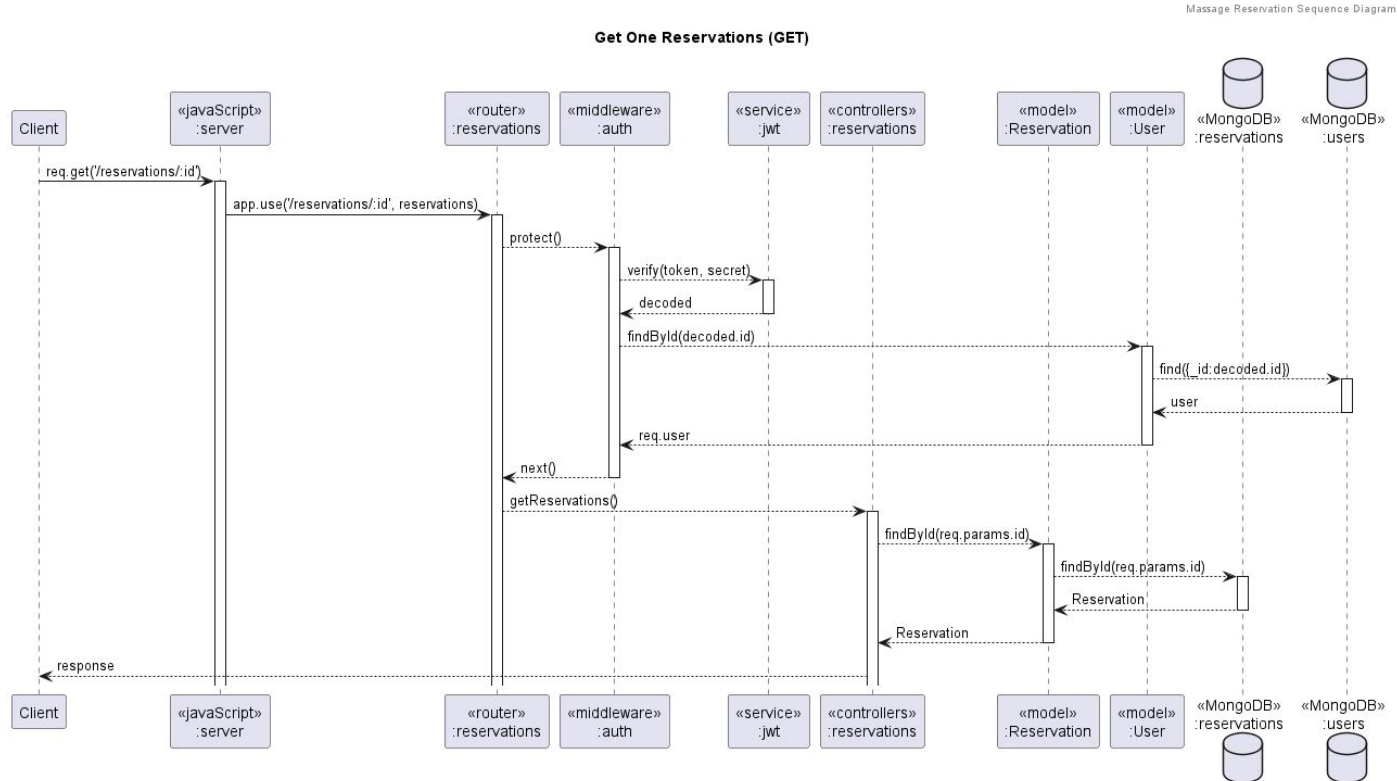 Massage Reservation Sequence Diagram
Get One Reservations (GET)
Client
«javaScript»
:server
«router»
:reservations
«middleware»
:auth
«service»
:jwt
«controllers»
:reservations
«model»
:Reservation
«model»
:User
«MongoDB»
:reservations
«MongoDB»
:users
req.get('/reservations/:id')
app.use('/reservations/:id', reservations)
protect()
verify(token, secret)
decoded
findById(decoded.id)
find({_id:decoded.id})
user
req.user
next()
getReservations()
findById(req.params.id)
findById(req.params.id)
Reservation
Reservation
response
Client
«javaScript»
:server
«router»
:reservations
«middleware»
:auth
«service»
:jwt
«controllers»
:reservations
«model»
:Reservation
«model»
:User
«MongoDB»
:reservations
«MongoDB»
:users